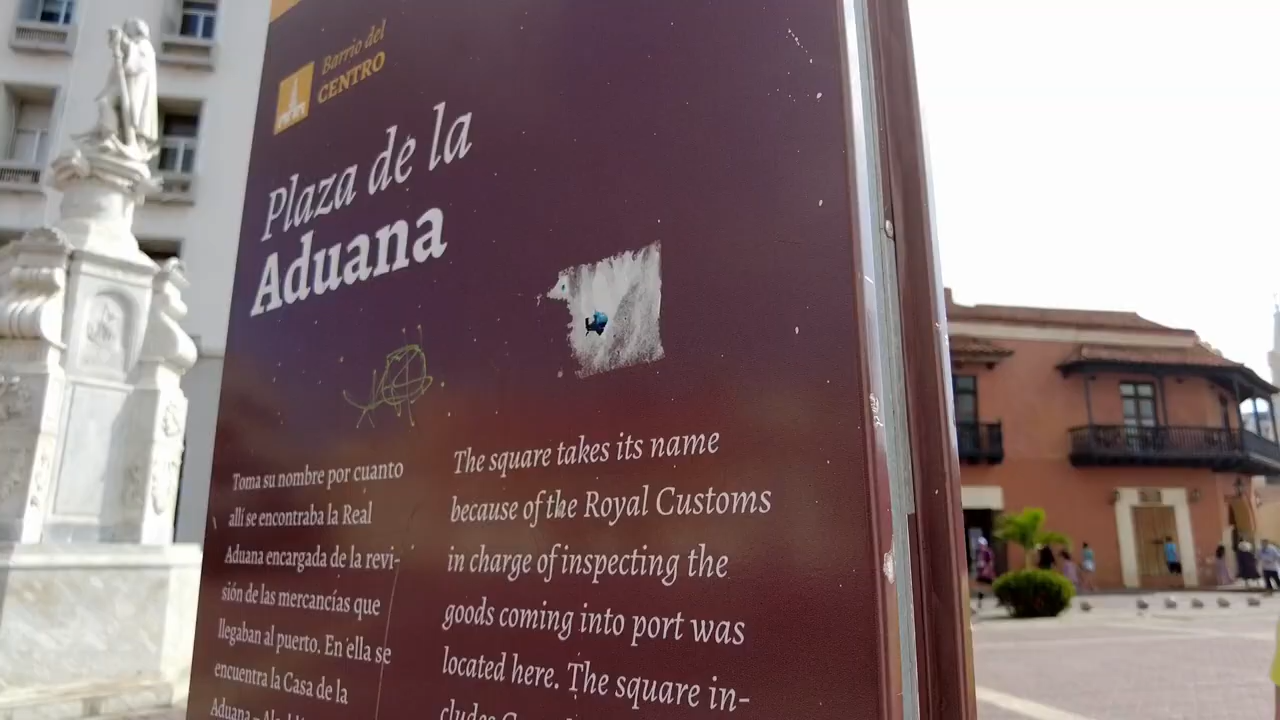 Barrio del
CENTRO
Plaza de la
Aduana
Toma su nombre por cuanto
allí se encontraba la Real
Aduana encargada de la revi-
sión de las mercancías que
llegaban al puerto. En ella se
encuentra la Casa de la
Aduana
The square takes its name
because of the Royal Customs
in charge of inspecting the
goods coming into port was
located here. The square in-
cludes